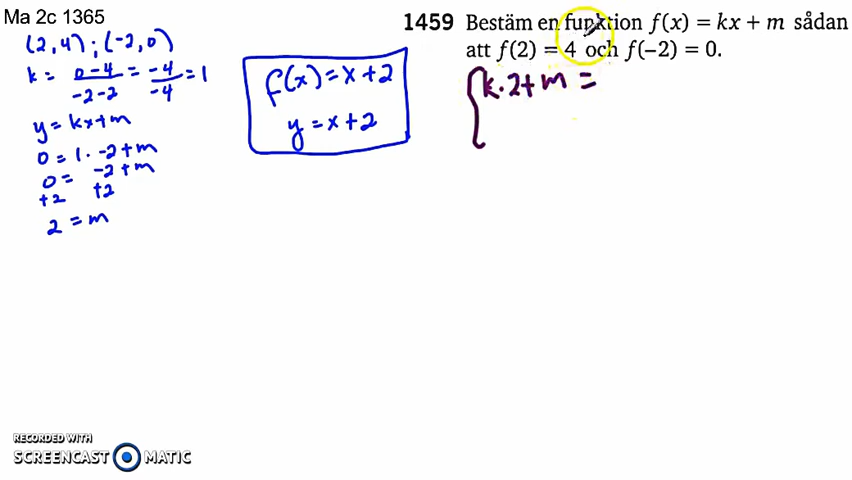 Ma 2c 1365
(2,4) ; (-2,0)
k = 0-4 / -2-2 = -4 / -4 = 1
y = kx+m
0 = 1 · -2+m
0 = -2+m
+2 +2
2 = m
f(x) = x+2
y = x+2
1459 Bestäm en funktion f(x) = kx + m sådan
att f(2) = 4 och f(−2) = 0.
{ k·2+m =
RECORDED WITH
SCREENCAST MATIC